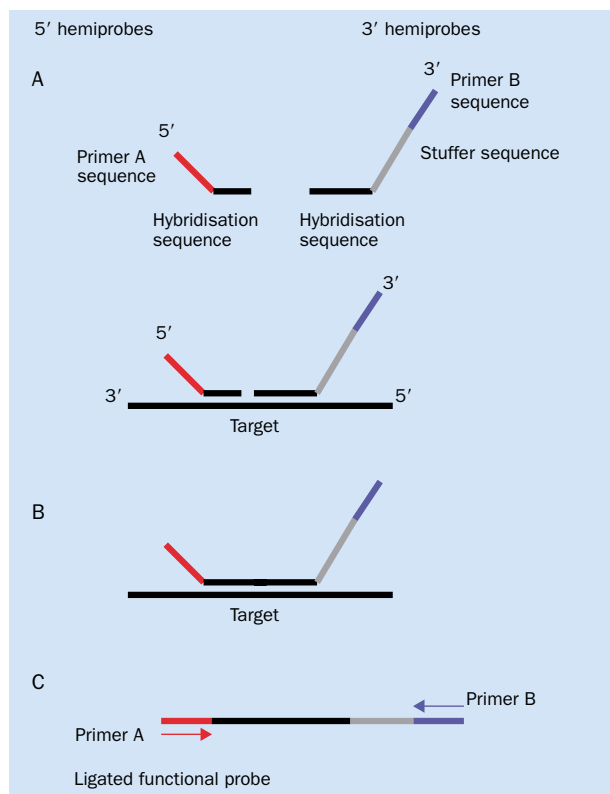 5′ hemiprobes
3′ hemiprobes
A
3′
Primer B
sequence
5′
Primer A
sequence
Stuffer sequence
Hybridisation
sequence
Hybridisation
sequence
5′
3′
3′
5′
Target
B
Target
C
Primer B
Primer A
Ligated functional probe